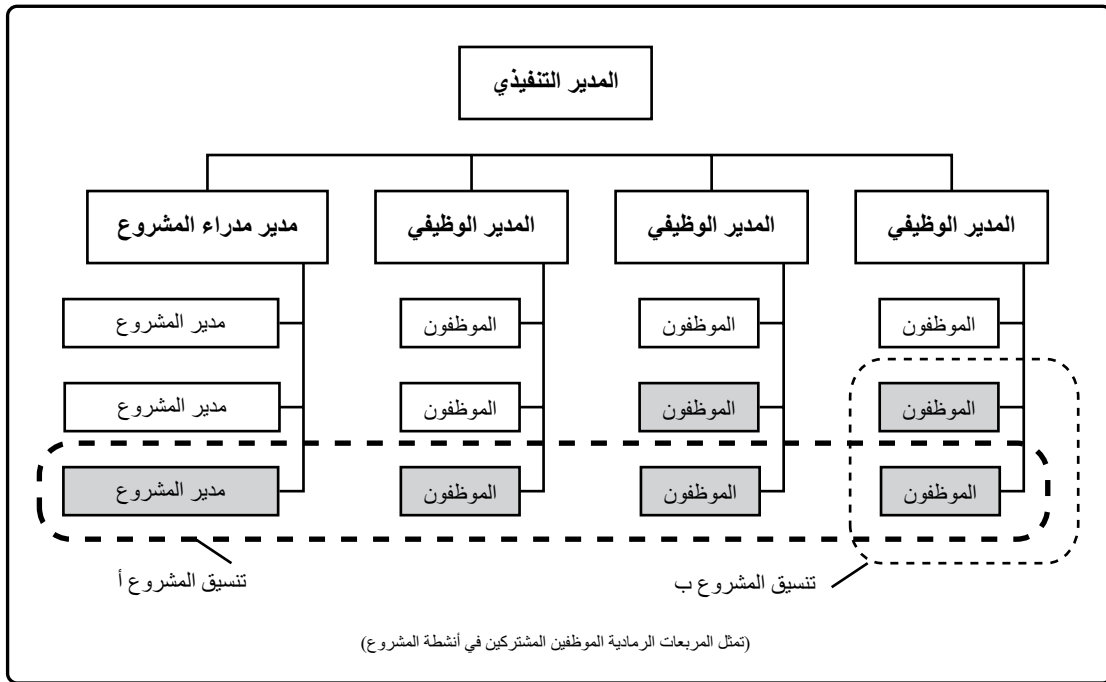 المدير التنفيذي
المدير الوظيفي
المدير الوظيفي
المدير الوظيفي
مدير مدراء المشروع
الموظفون
الموظفون
الموظفون
مدير المشروع
الموظفون
الموظفون
الموظفون
مدير المشروع
الموظفون
الموظفون
الموظفون
مدير المشروع
تنسيق المشروع ب
تنسيق المشروع أ
(تمثل المربعات الرمادية الموظفين المشتركين في أنشطة المشروع)